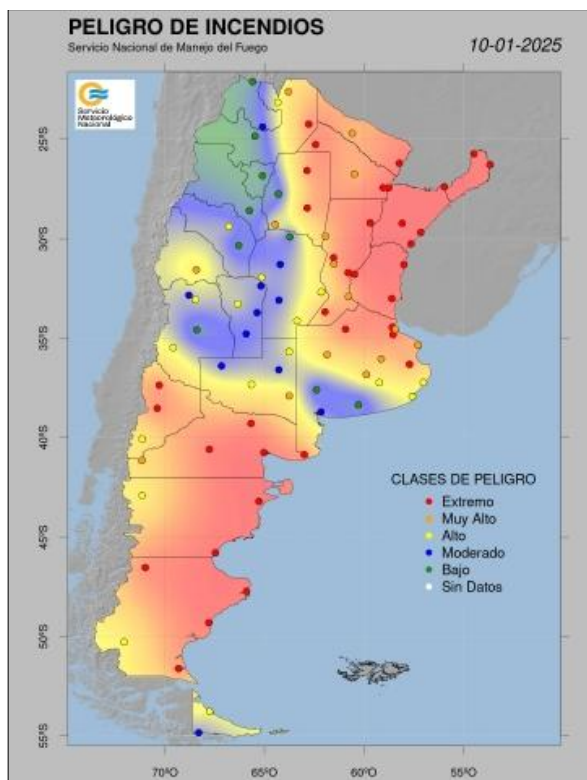 PELIGRO DE INCENDIOS
Servicio Nacional de Manejo del Fuego
10-01-2025
Servicio
Meteorológico
Nacional
25°S
30°S
35°S
40°S
45°S
50°S
55°S
CLASES DE PELIGRO
Extremo
Muy Alto
Alto
Moderado
Bajo
Sin Datos
70°O
65°O
60°O
55°O